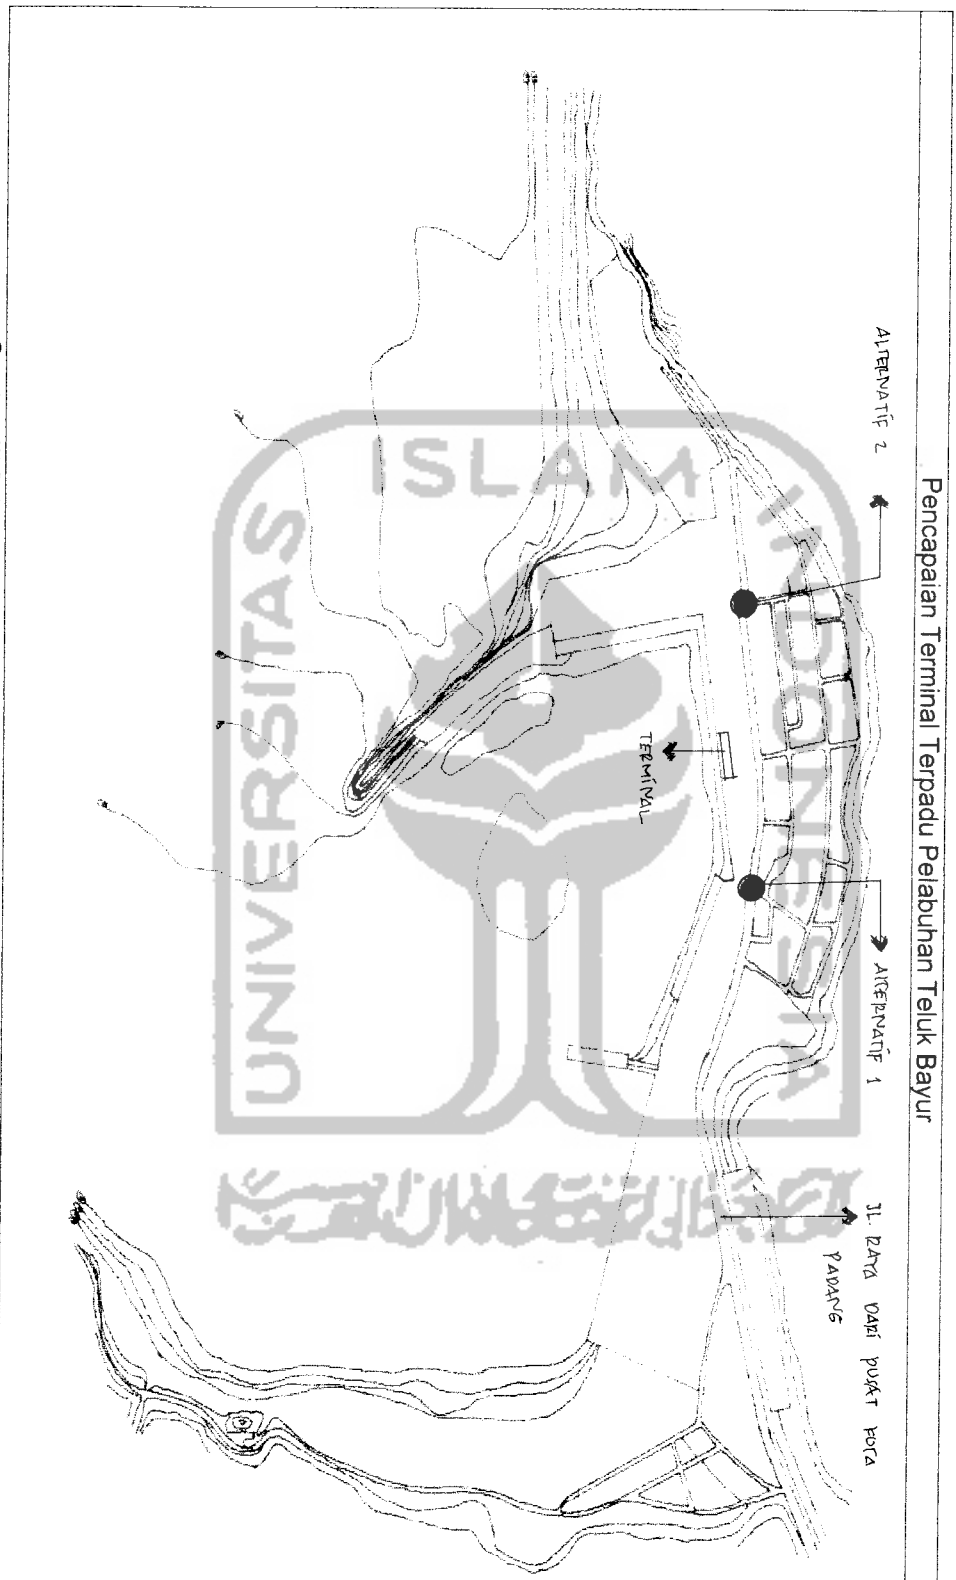 Pencapaian Terminal Terpadu Pelabuhan Teluk Bayur
ALTERNATIF 2
ALTERNATIF 1
JL. RAYA DARI PUSAT KOTA
PADANG
TERMINAL
UNIVERSITAS
ISLAM
INDONESIA